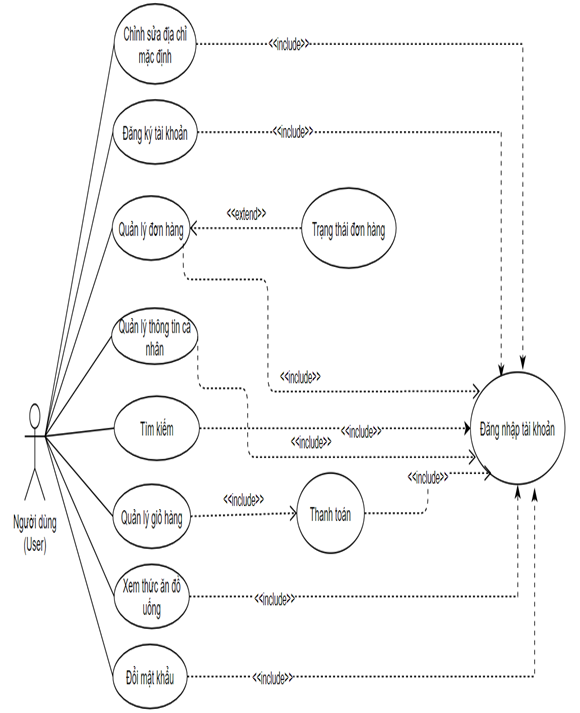 Chỉnh sửa địa chỉ
mặc định
<<include>>
Đăng ký tài khoản
<<include>>
Quản lý đơn hàng
<<extend>>
Trạng thái đơn hàng
Quản lý thông tin cá
nhân
<<include>>
Tìm kiếm
<<include>>
<<include>>
Đăng nhập tài khoản
Quản lý giỏ hàng
<<include>>
Thanh toán
<<include>>
Người dùng
(User)
Xem thức ăn đồ
uống
<<include>>
Đổi mật khẩu
<<include>>